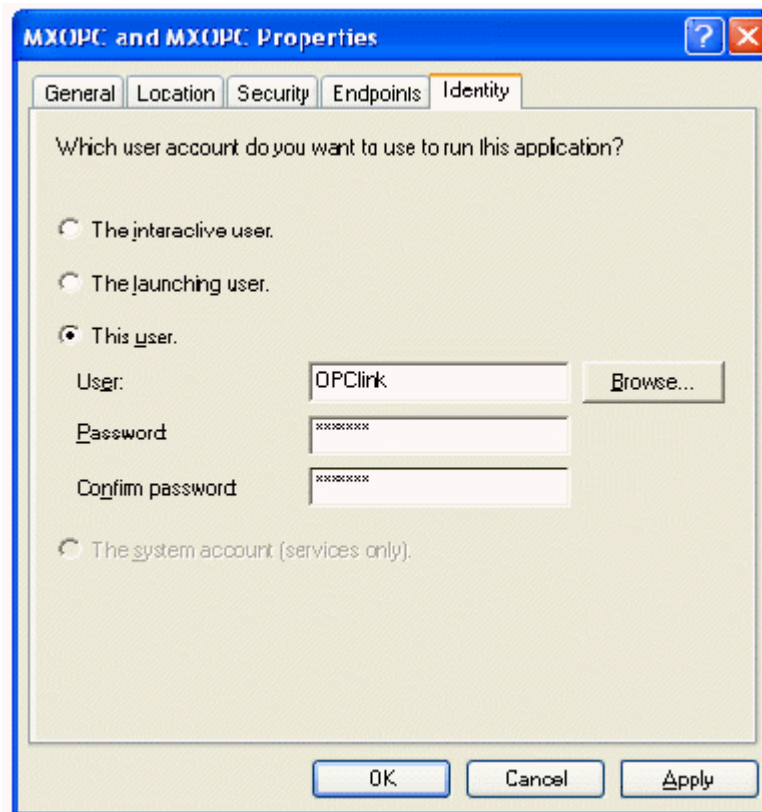 MXOPC and MXOPC Properties
General Location Security Endpoints Identity
Which user account do you want to use to run this application?
The interactive user.
The launching user.
This user.
User: OPClink Browse...
Password: *******
Confirm password: *******
The system account (services only).
OK Cancel Apply